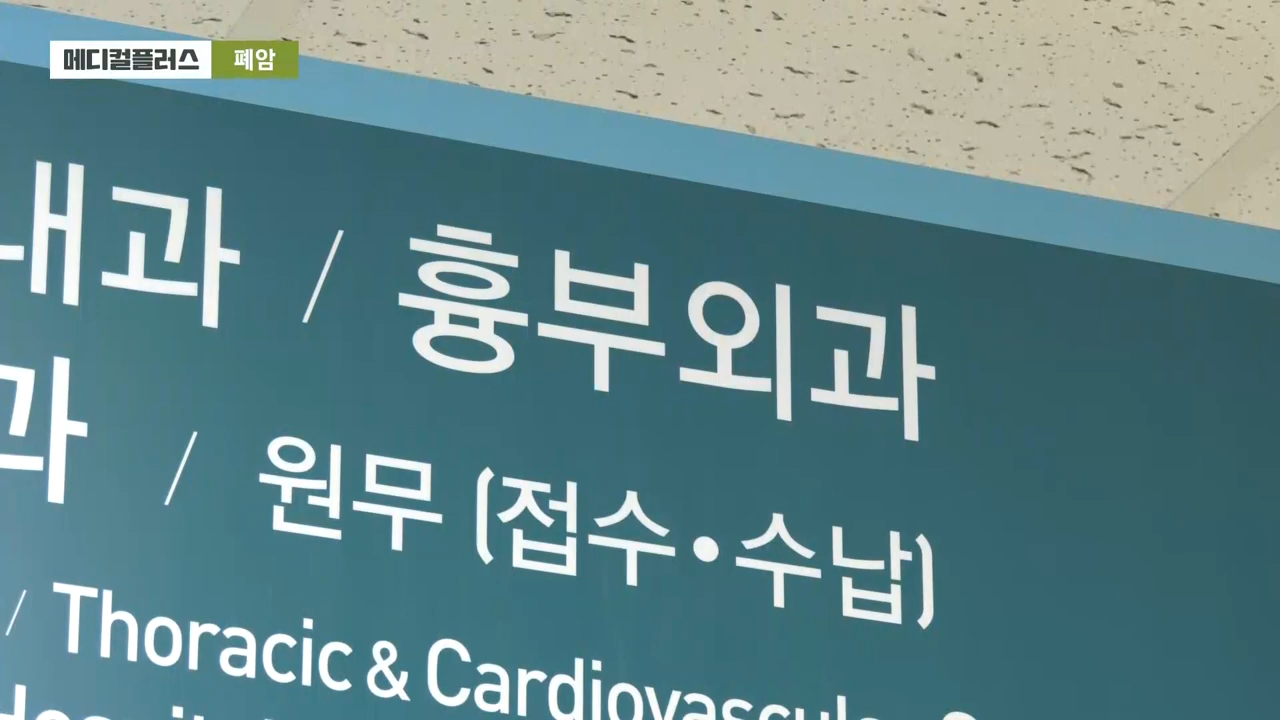 메디컬플러스 폐암
내과 / 흉부외과
과 / 원무 (접수•수납)
/ Thoracic & Cardiovascular